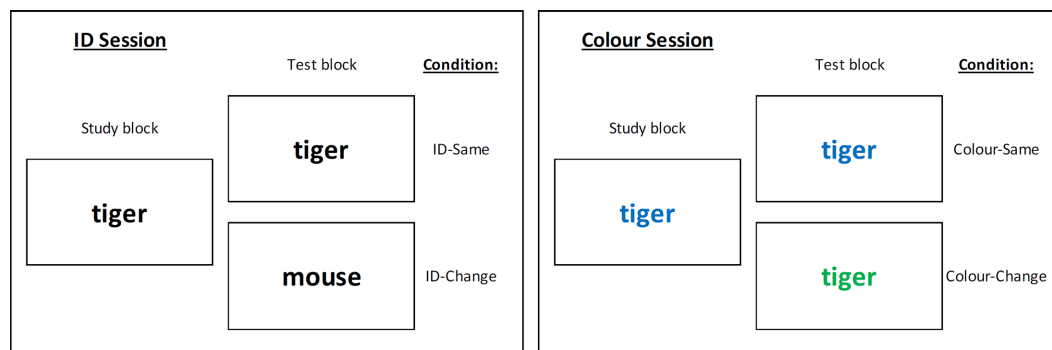 ID Session
Test block
Condition:
Study block
tiger
ID-Same
tiger
mouse
ID-Change
Colour Session
Test block
Condition:
Study block
tiger
Colour-Same
tiger
tiger
Colour-Change